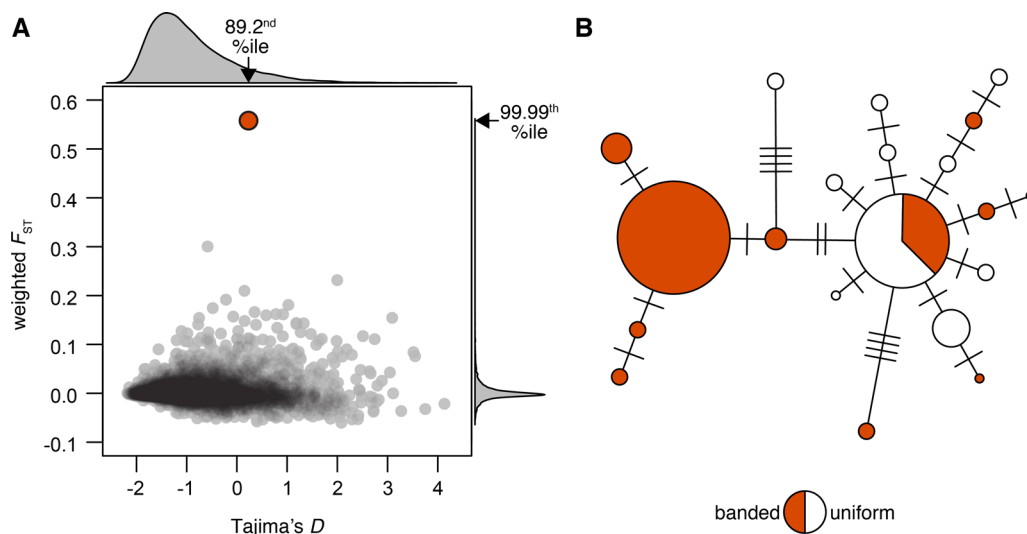 A
89.2nd
%ile
99.99th
%ile
weighted FST
0.6
0.5
0.4
0.3
0.2
0.1
0.0
-0.1
-2 -1 0 1 2 3 4
Tajima's D
B
banded uniform